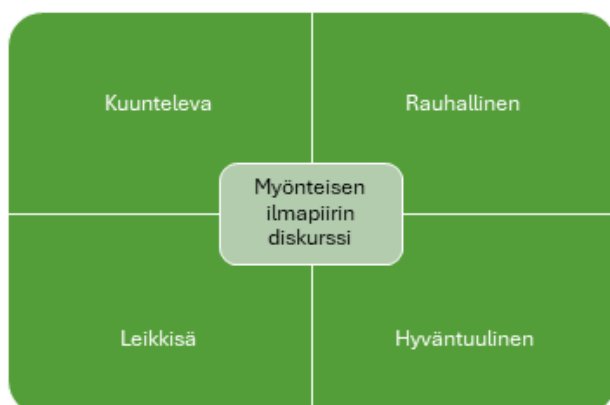 Kuunteleva
Rauhallinen
Myönteisen
ilmapiirin
diskurssi
Leikkisä
Hyväntuulinen